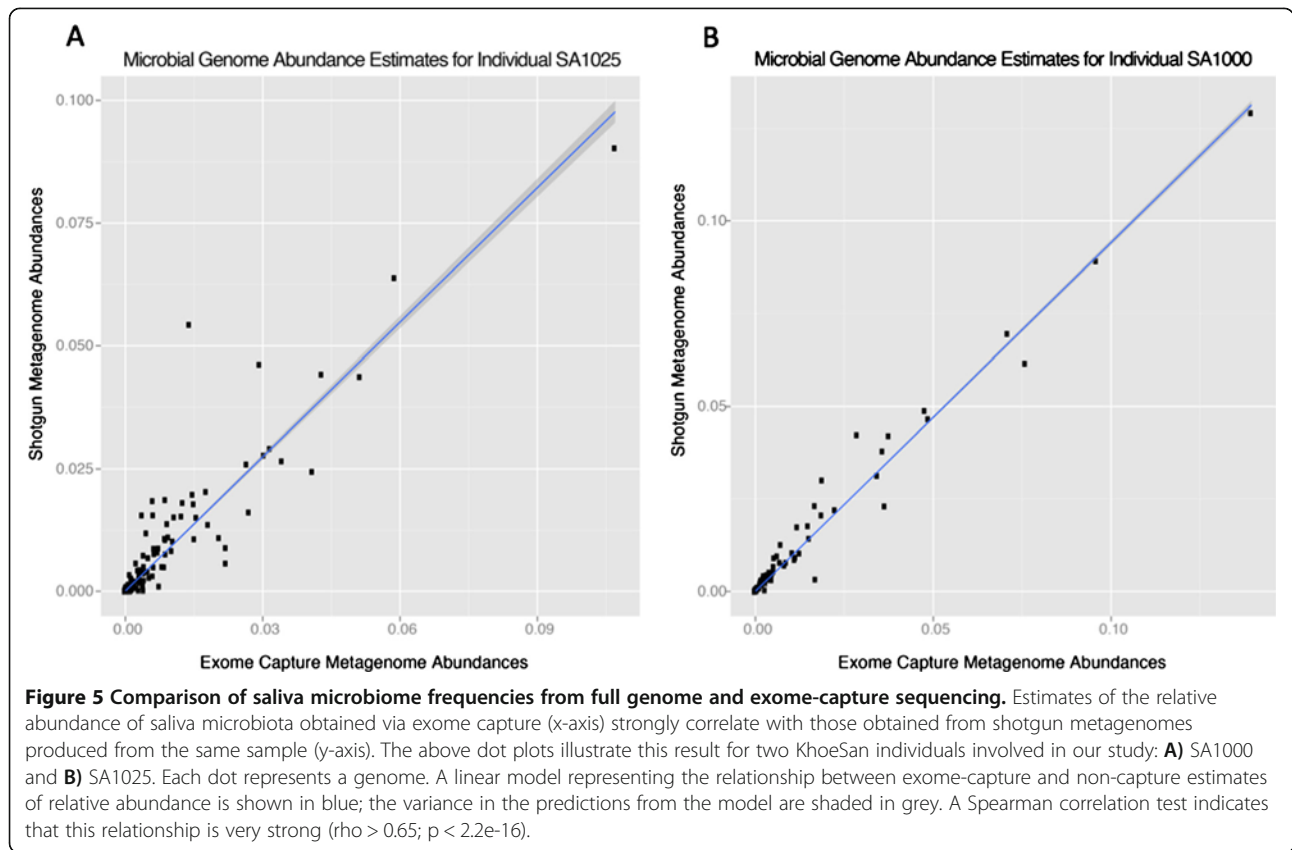 A
Microbial Genome Abundance Estimates for Individual SA1025
0.100
0.075
0.050
0.025
0.000
Shotgun Metagenome Abundances
0.00 0.03 0.06 0.09
Exome Capture Metagenome Abundances
B
Microbial Genome Abundance Estimates for Individual SA1000
0.10
0.05
0.00
Shotgun Metagenome Abundances
0.00 0.05 0.10
Exome Capture Metagenome Abundances
Figure 5 Comparison of saliva microbiome frequencies from full genome and exome-capture sequencing. Estimates of the relative
abundance of saliva microbiota obtained via exome capture (x-axis) strongly correlate with those obtained from shotgun metagenomes
produced from the same sample (y-axis). The above dot plots illustrate this result for two KhoeSan individuals involved in our study: A) SA1000
and B) SA1025. Each dot represents a genome. A linear model representing the relationship between exome-capture and non-capture estimates
of relative abundance is shown in blue; the variance in the predictions from the model are shaded in grey. A Spearman correlation test indicates
that this relationship is very strong (rho > 0.65; p < 2.2e-16).